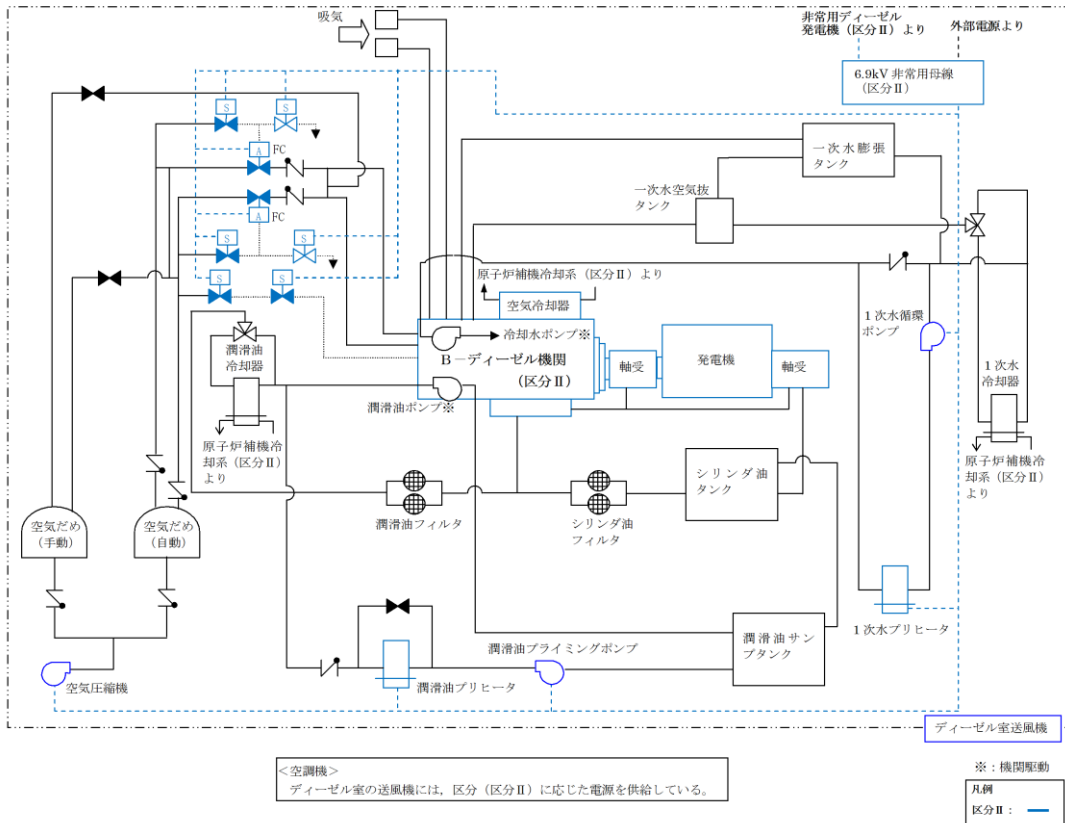 吸気
非常用ディーゼル
発電機(区分Ⅱ)より
外部電源より
6.9kV 非常用母線
(区分Ⅱ)
S
S
A
FC
A
FC
S
S
S
S
一次水膨張
タンク
一次水空気抜
タンク
原子炉補機冷却系(区分Ⅱ)より
空気冷却器
冷却水ポンプ※
B-ディーゼル機関
(区分Ⅱ)
軸受
発電機
軸受
1次水循環
ポンプ
潤滑油
冷却器
潤滑油ポンプ※
1次水
冷却器
原子炉補機冷
却系(区分Ⅱ)
より
原子炉補機冷
却系(区分Ⅱ)
より
シリンダ油
タンク
潤滑油フィルタ
シリンダ油
フィルタ
空気だめ
(手動)
空気だめ
(自動)
1次水プリヒータ
潤滑油サン
プタンク
潤滑油プライミングポンプ
潤滑油プリヒータ
空気圧縮機
ディーゼル室送風機
<空調機>
ディーゼル室の送風機には,区分(区分Ⅱ)に応じた電源を供給している。
※:機関駆動
凡例
区分Ⅱ: